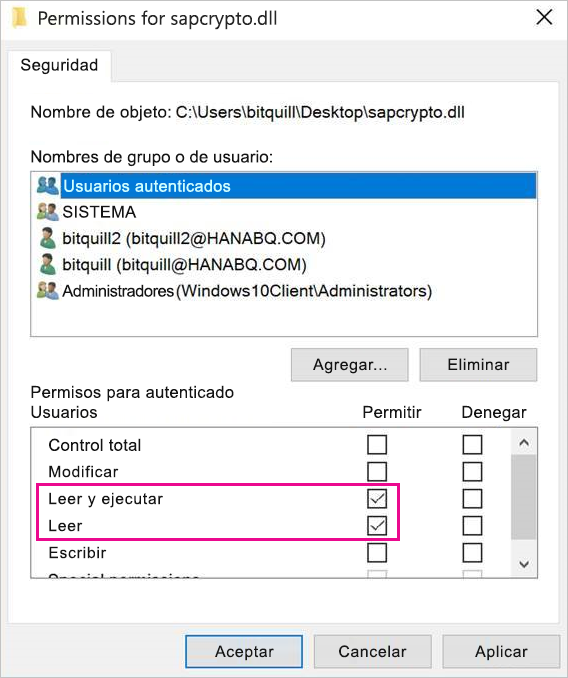 Permissions for sapcrypto.dll
Seguridad
Nombre de objeto: C:\Users\bitquill\Desktop\sapcrypto.dll
Nombres de grupo o de usuario:
Usuarios autenticados
SISTEMA
bitquill2 (bitquill2@HANABQ.COM)
bitquill (bitquill@HANABQ.COM)
Administradores(Windows10Client\Administrators)
Agregar... Eliminar
Permisos para autenticado
Usuarios Permitir Denegar
Control total
Modificar
Leer y ejecutar
Leer
Escribir
Special permissions
Aceptar Cancelar Aplicar